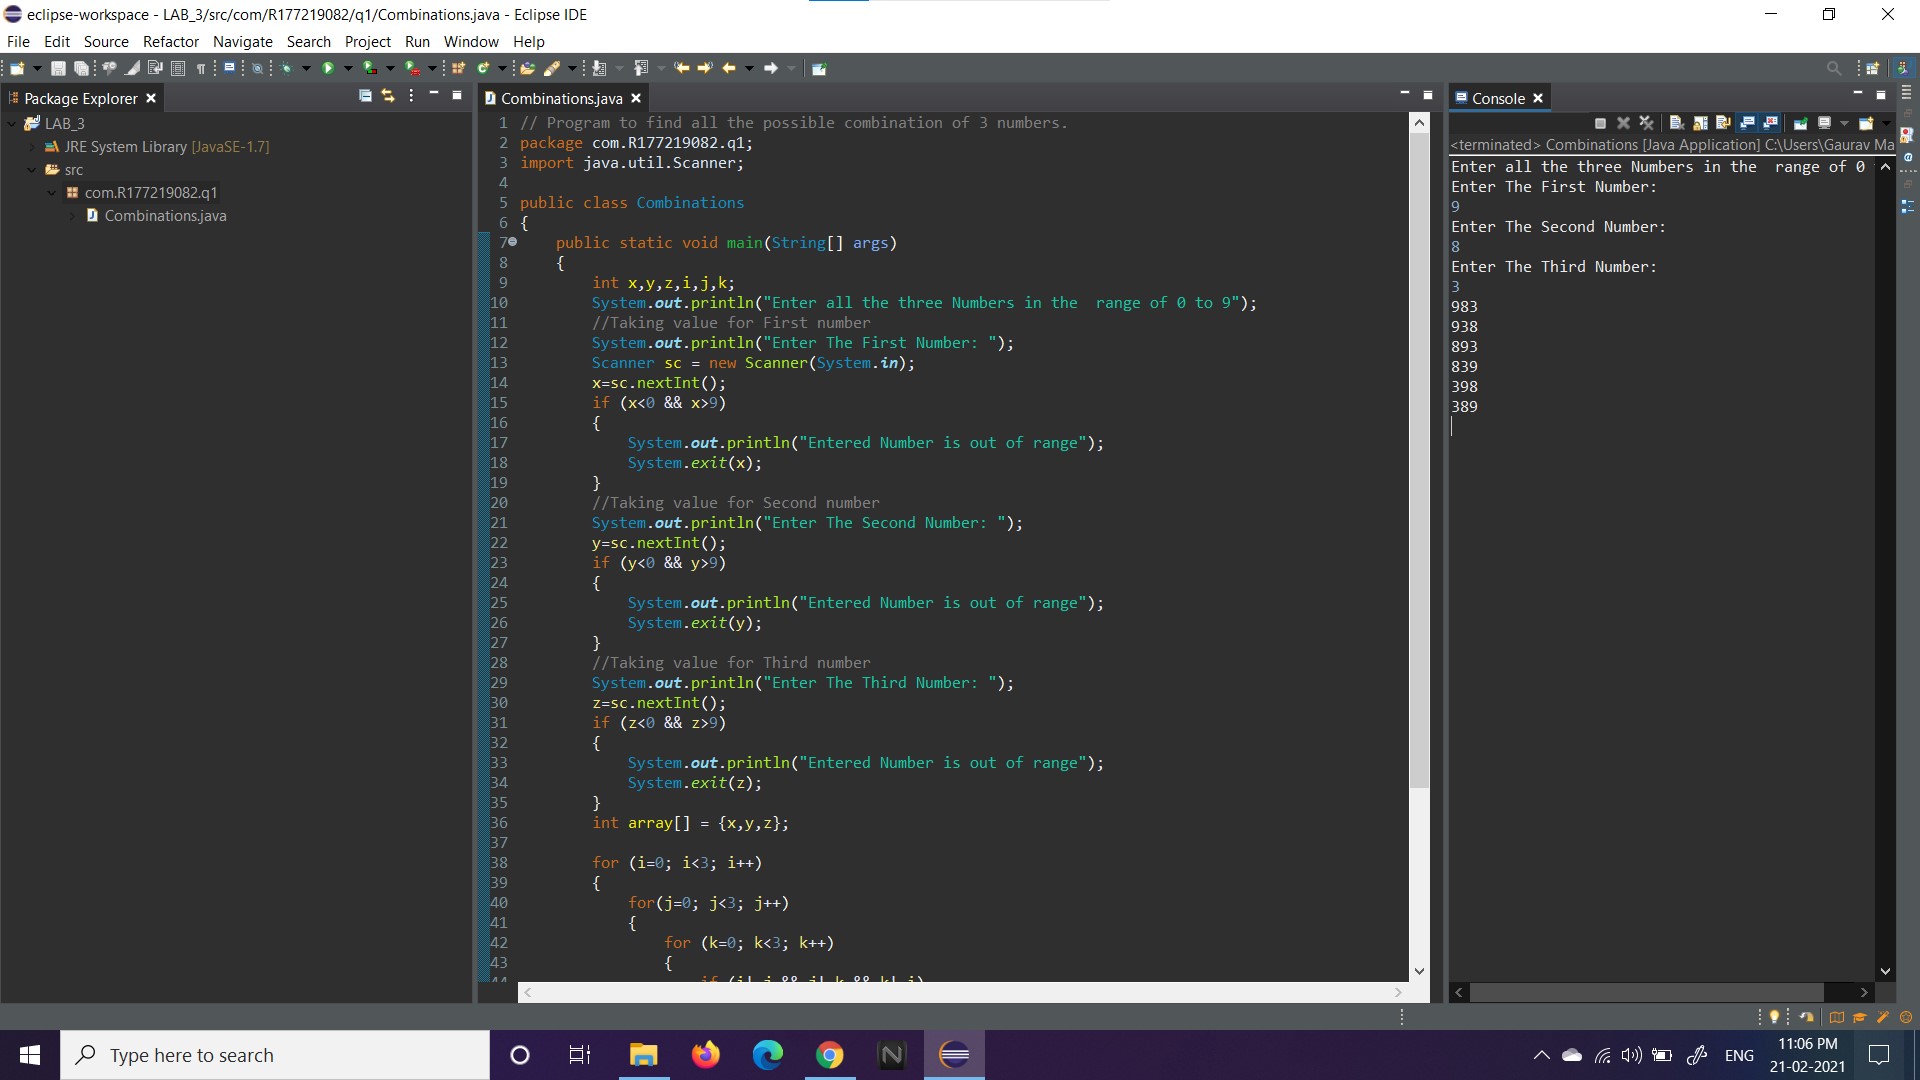 eclipse-workspace - LAB_3/src/com/R177219082/q1/Combinations.java - Eclipse IDE
File Edit Source Refactor Navigate Search Project Run Window Help
Package Explorer
LAB_3
JRE System Library [JavaSE-1.7]
src
com.R177219082.q1
Combinations.java
Combinations.java
1 // Program to find all the possible combination of 3 numbers.
2 package com.R177219082.q1;
3 import java.util.Scanner;
4
5 public class Combinations
6 {
7 public static void main(String[] args)
8 {
9 int x,y,z,i,j,k;
10 System.out.println("Enter all the three Numbers in the  range of 0 to 9");
11 //Taking value for First number
12 System.out.println("Enter The First Number: ");
13 Scanner sc = new Scanner(System.in);
14 x=sc.nextInt();
15 if (x<0 && x>9)
16 {
17 System.out.println("Entered Number is out of range");
18 System.exit(x);
19 }
20 //Taking value for Second number
21 System.out.println("Enter The Second Number: ");
22 y=sc.nextInt();
23 if (y<0 && y>9)
24 {
25 System.out.println("Entered Number is out of range");
26 System.exit(y);
27 }
28 //Taking value for Third number
29 System.out.println("Enter The Third Number: ");
30 z=sc.nextInt();
31 if (z<0 && z>9)
32 {
33 System.out.println("Entered Number is out of range");
34 System.exit(z);
35 }
36 int array[] = {x,y,z};
37
38 for (i=0; i<3; i++)
39 {
40 for(j=0; j<3; j++)
41 {
42 for (k=0; k<3; k++)
43 {
Console
<terminated> Combinations [Java Application] C:\Users\Gaurav Ma
Enter all the three Numbers in the  range of 0
Enter The First Number:
9
Enter The Second Number:
8
Enter The Third Number:
3
983
938
893
839
398
389
Type here to search
ENG
11:06 PM
21-02-2021